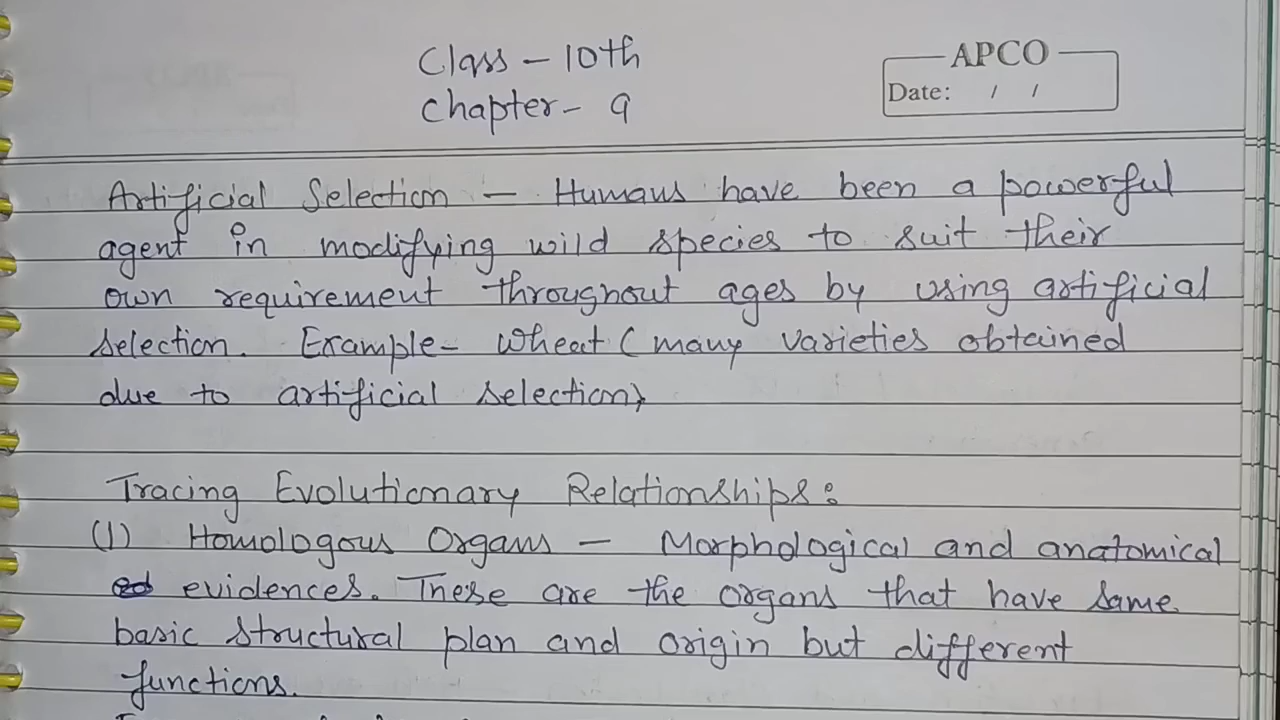 Class - 10th
Chapter - 9
APCO
Date: / /
Artificial Selection - Humans have been a powerful
agent in modifying wild species to suit their
own requirement throughout ages by using artificial
selection. Example - Wheat (many varieties obtained
due to artificial selection)
Tracing Evolutionary Relationships:
(1) Homologous Organs - Morphological and anatomical
evidences. These are the organs that have same
basic structural plan and origin but different
functions.